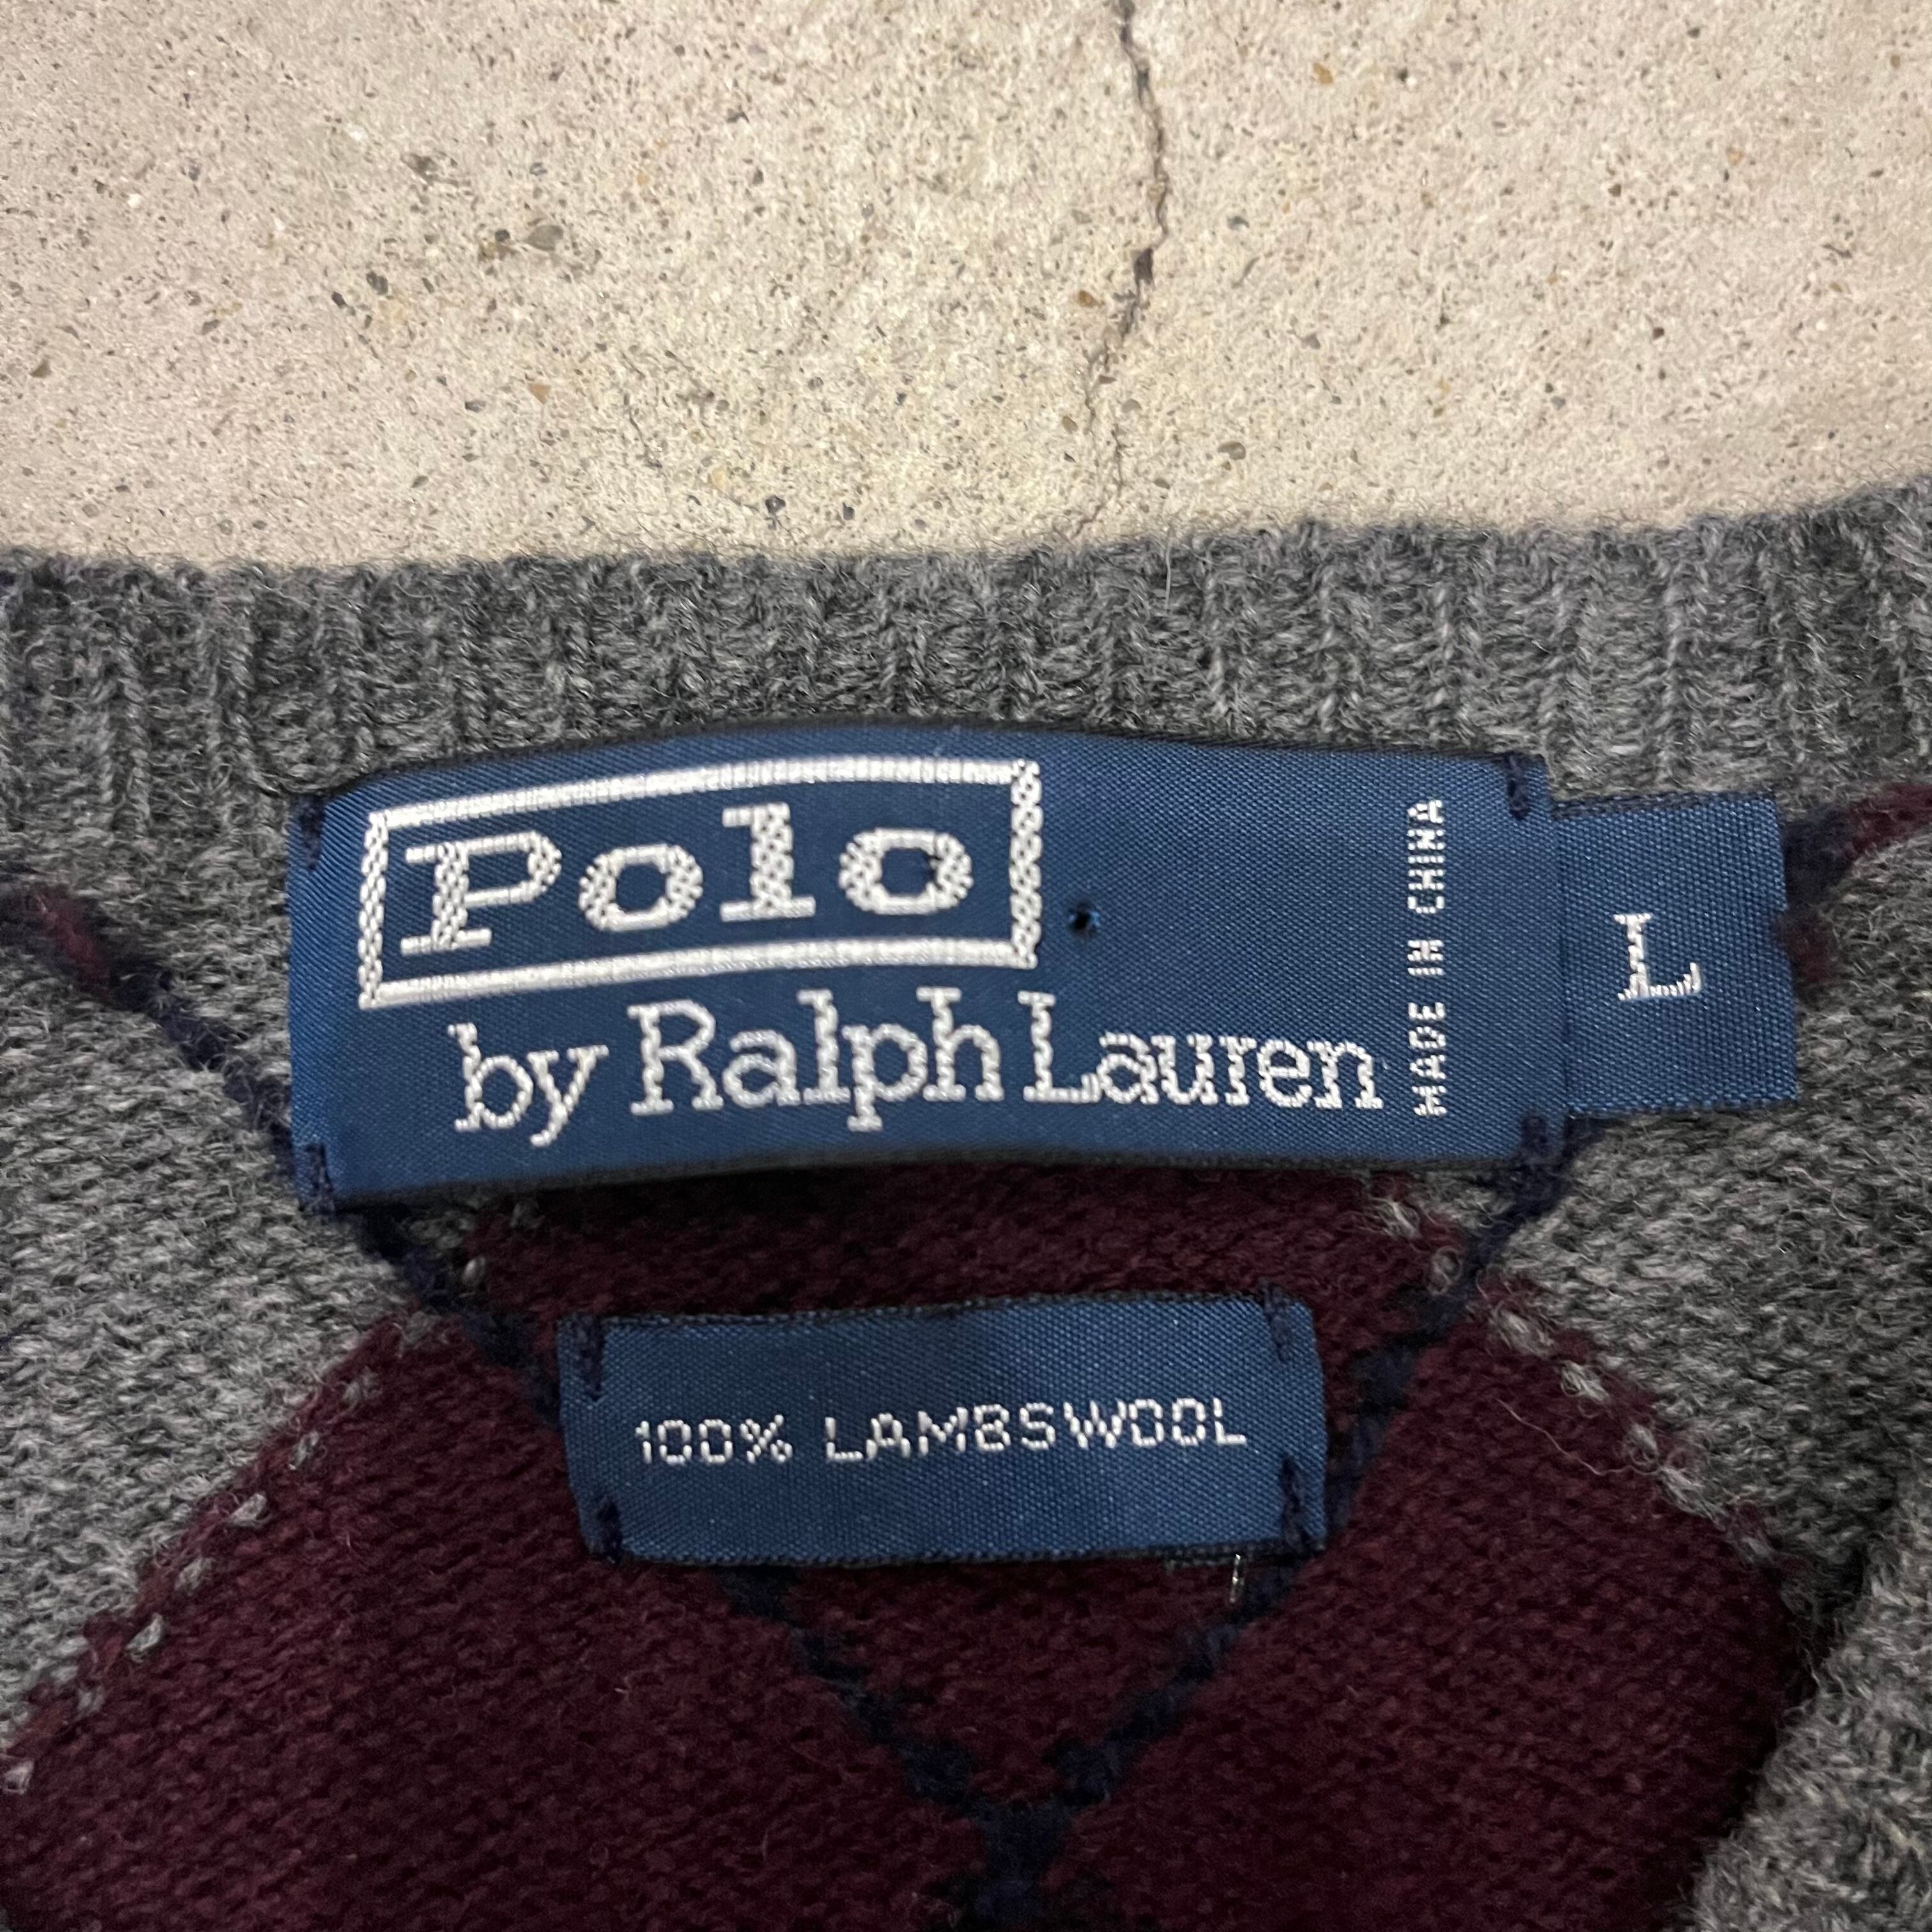 Polo
by Ralph Lauren
MADE IN CHINA
L
100% LAMBSWOOL